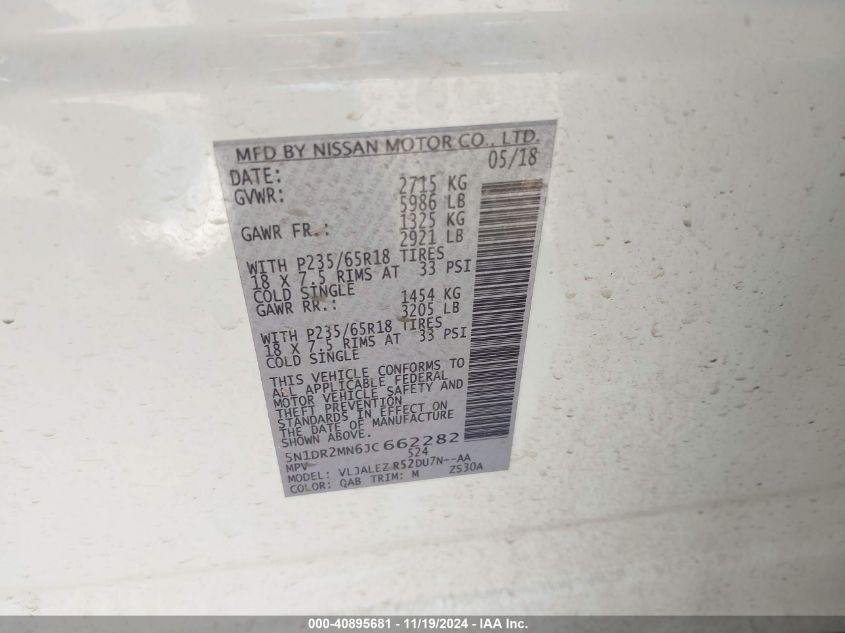 MFD BY NISSAN MOTOR CO., LTD.
DATE: 05/18
GVWR: 2715 KG
5986 LB
GAWR FR.: 1325 KG
2921 LB
WITH P235/65R18 TIRES
18 X 7.5 RIMS AT 33 PSI
COLD SINGLE
GAWR RR.: 1454 KG
3205 LB
WITH P235/65R18 TIRES
18 X 7.5 RIMS AT 33 PSI
COLD SINGLE
THIS VEHICLE CONFORMS TO
ALL APPLICABLE FEDERAL
MOTOR VEHICLE SAFETY AND
THEFT PREVENTION
STANDARDS IN EFFECT ON
THE DATE OF MANUFACTURE
SHOWN ABOVE.
5N1DR2MN6JC662282
MPV 524
MODEL: VLJALEZ R52DU7N--AA
COLOR: QAB TRIM: M ZS30A
000-40895681 - 11/19/2024 - IAA Inc.